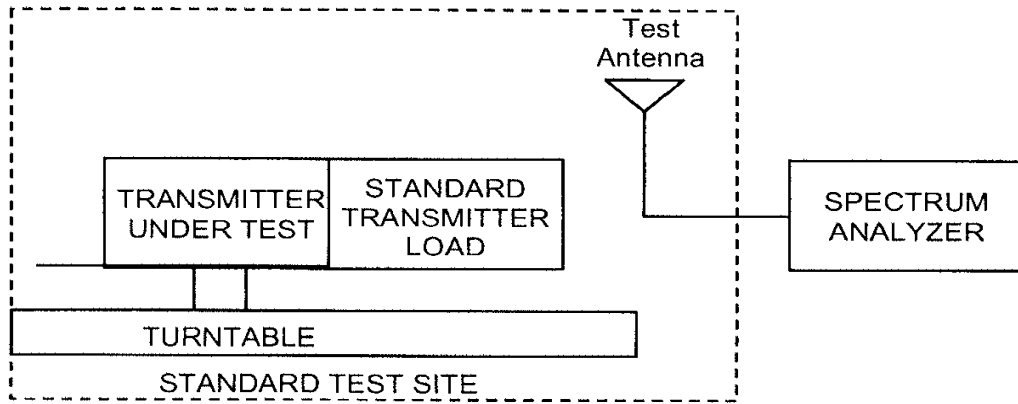 Test
Antenna
TRANSMITTER
UNDER TEST
STANDARD
TRANSMITTER
LOAD
SPECTRUM
ANALYZER
TURNTABLE
STANDARD TEST SITE